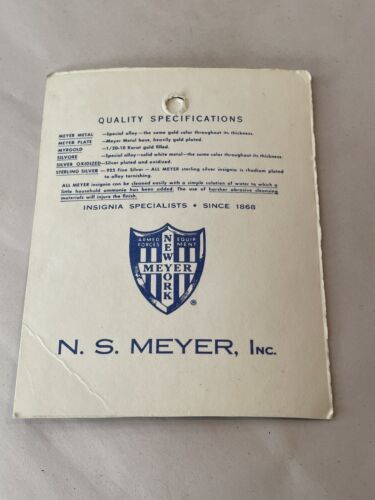 QUALITY SPECIFICATIONS
MEYER METAL —Special alloy—the same gold color throughout its thickness.
MEYER PLATE —Meyer Metal base, heavily gold plated.
MYRGOLD —1/20-10 Karat gold filled.
SILVORE —Special alloy—solid white metal—the same color throughout its thickness.
SILVER OXIDIZED—Silver plated and oxidized.
STERLING SILVER —.925 Fine Silver—ALL MEYER sterling silver insignia is rhodium plated
to allay tarnishing.
ALL MEYER insignia can be cleaned easily with a simple solution of water to which a
little household ammonia has been added. The use of harsher abrasive cleansing
materials will injure the finish.
INSIGNIA SPECIALISTS • SINCE 1868
ARMED FORCES EQUIPMENT
NEW YORK
MEYER
®
N. S. MEYER, INC.